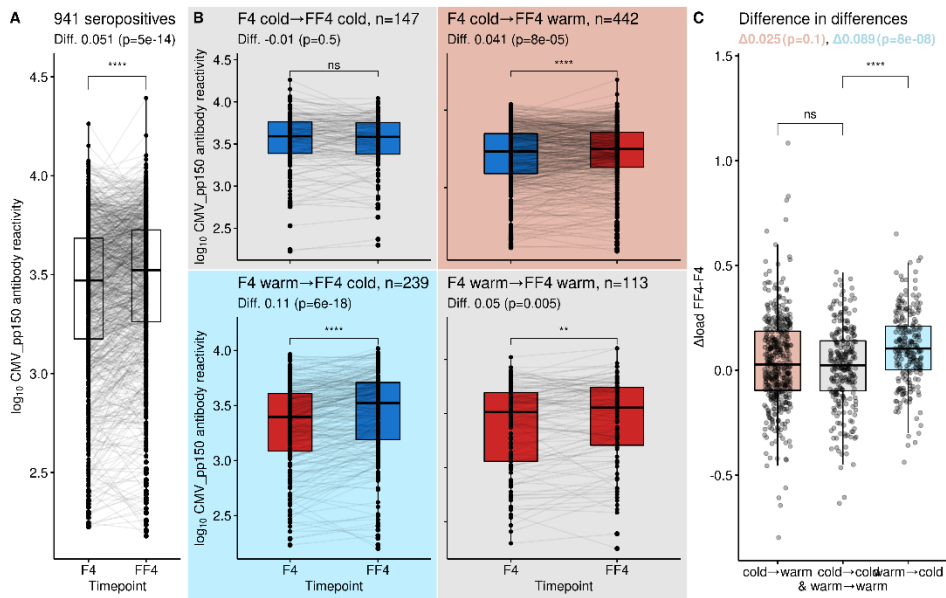 A
941 seropositives
Diff. 0.051 (p=5e-14)
****
log10 CMV_pp150 antibody reactivity
4.5
4.0
3.5
3.0
2.5
F4
FF4
Timepoint
B
F4 cold→FF4 cold, n=147
Diff. -0.01 (p=0.5)
ns
log10 CMV_pp150 antibody reactivity
4.5
4.0
3.5
3.0
2.5
F4 cold→FF4 warm, n=442
Diff. 0.041 (p=8e-05)
****
F4 warm→FF4 cold, n=239
Diff. 0.11 (p=6e-18)
****
log10 CMV_pp150 antibody reactivity
4.0
3.5
3.0
2.5
F4
FF4
Timepoint
F4 warm→FF4 warm, n=113
Diff. 0.05 (p=0.005)
**
F4
FF4
Timepoint
C
Difference in differences
Δ0.025 (p=0.1), Δ0.089 (p=8e-08)
****
ns
Δload FF4-F4
1.0
0.5
0.0
-0.5
cold→warm
cold→cold
& warm→warm
warm→cold